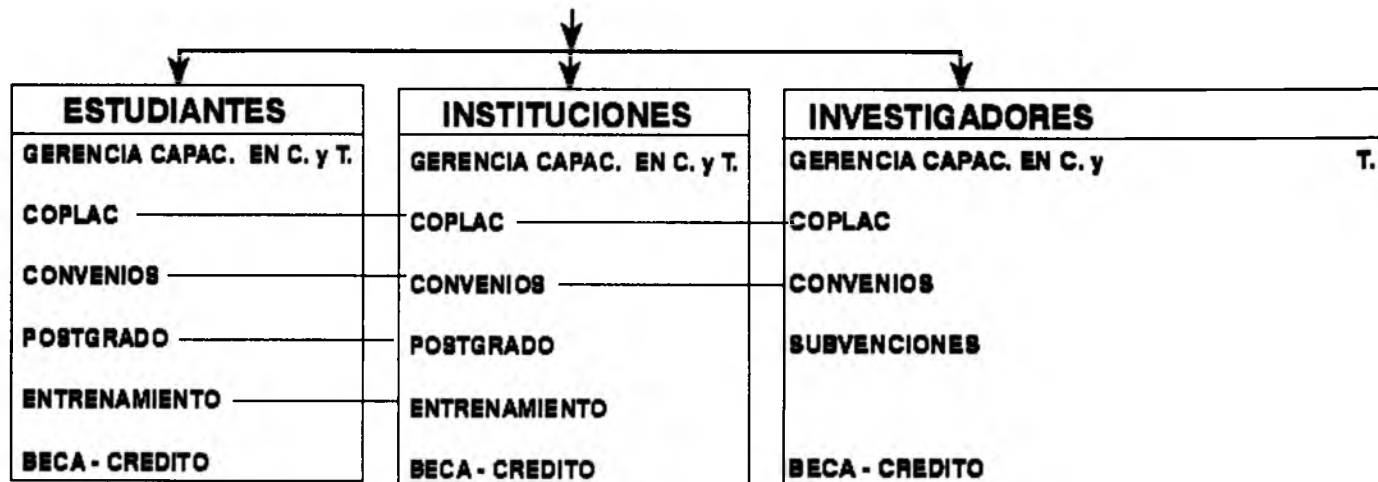 ESTUDIANTES
GERENCIA CAPAC. EN C. y T.
COPLAC
CONVENIOS
POSTGRADO
ENTRENAMIENTO
BECA - CREDITO
INSTITUCIONES
GERENCIA CAPAC. EN C. y T.
COPLAC
CONVENIOS
POSTGRADO
ENTRENAMIENTO
BECA - CREDITO
INVESTIGADORES
GERENCIA CAPAC. EN C. y T.
COPLAC
CONVENIOS
SUBVENCIONES
BECA - CREDITO